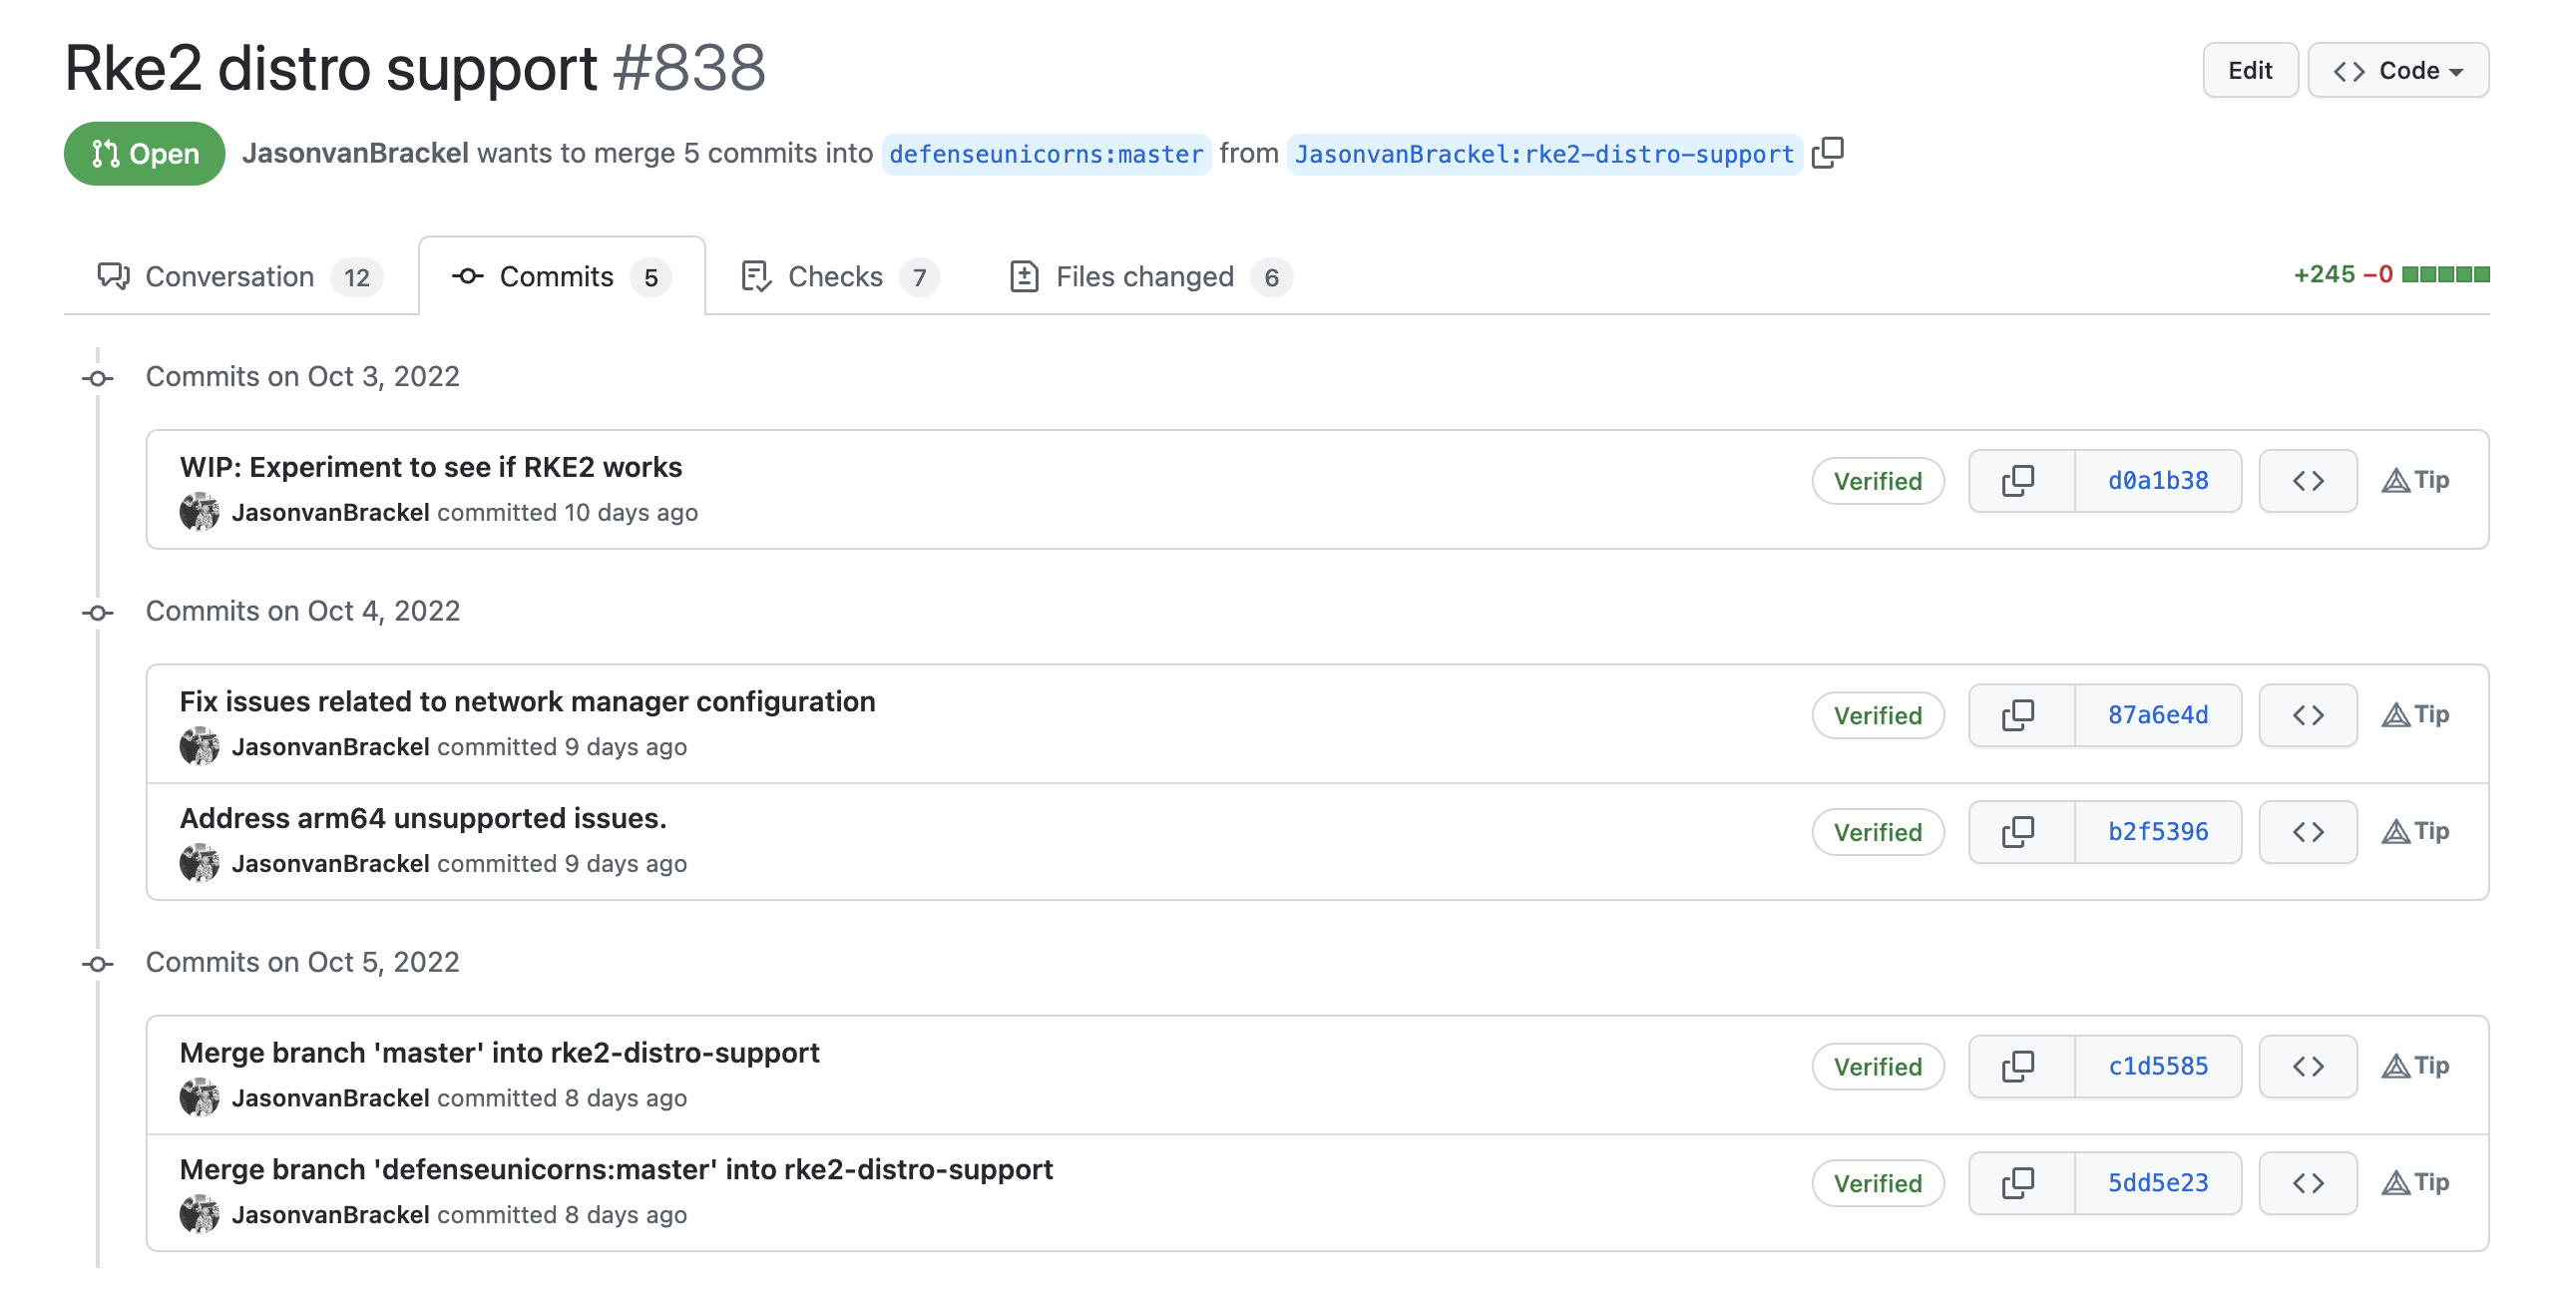 Rke2 distro support #838
Edit
Code
Open
JasonvanBrackel wants to merge 5 commits into defenseunicorns:master from JasonvanBrackel:rke2-distro-support
Conversation 12
Commits 5
Checks 7
Files changed 6
+245 −0
Commits on Oct 3, 2022
WIP: Experiment to see if RKE2 works
JasonvanBrackel committed 10 days ago
Verified
d0a1b38
Tip
Commits on Oct 4, 2022
Fix issues related to network manager configuration
JasonvanBrackel committed 9 days ago
Verified
87a6e4d
Tip
Address arm64 unsupported issues.
JasonvanBrackel committed 9 days ago
Verified
b2f5396
Tip
Commits on Oct 5, 2022
Merge branch 'master' into rke2-distro-support
JasonvanBrackel committed 8 days ago
Verified
c1d5585
Tip
Merge branch 'defenseunicorns:master' into rke2-distro-support
JasonvanBrackel committed 8 days ago
Verified
5dd5e23
Tip